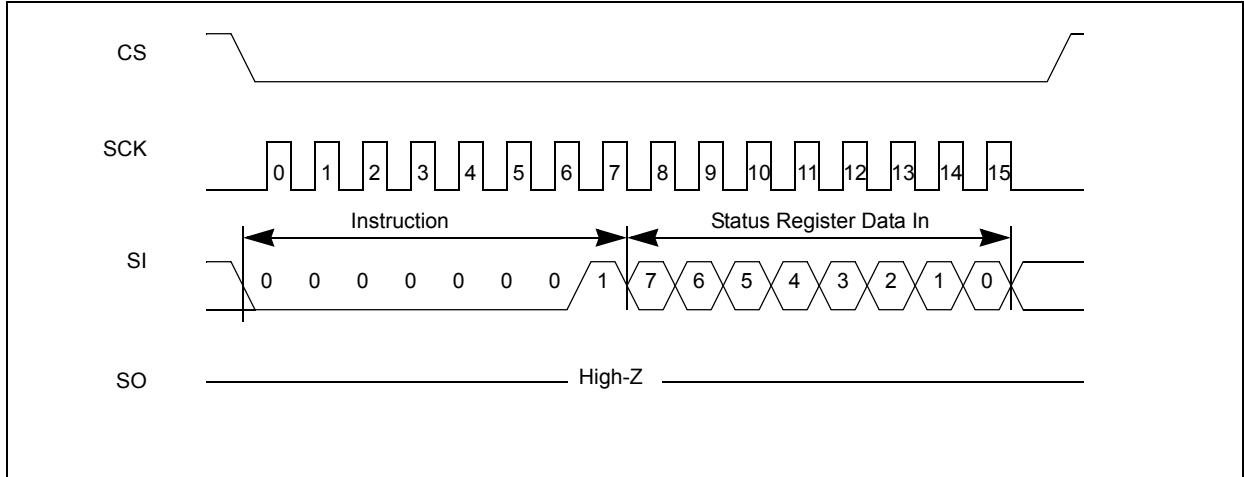 CS
SCK
0 1 2 3 4 5 6 7 8 9 10 11 12 13 14 15
Instruction Status Register Data In
SI
0 0 0 0 0 0 0 1 7 6 5 4 3 2 1 0
SO High-Z